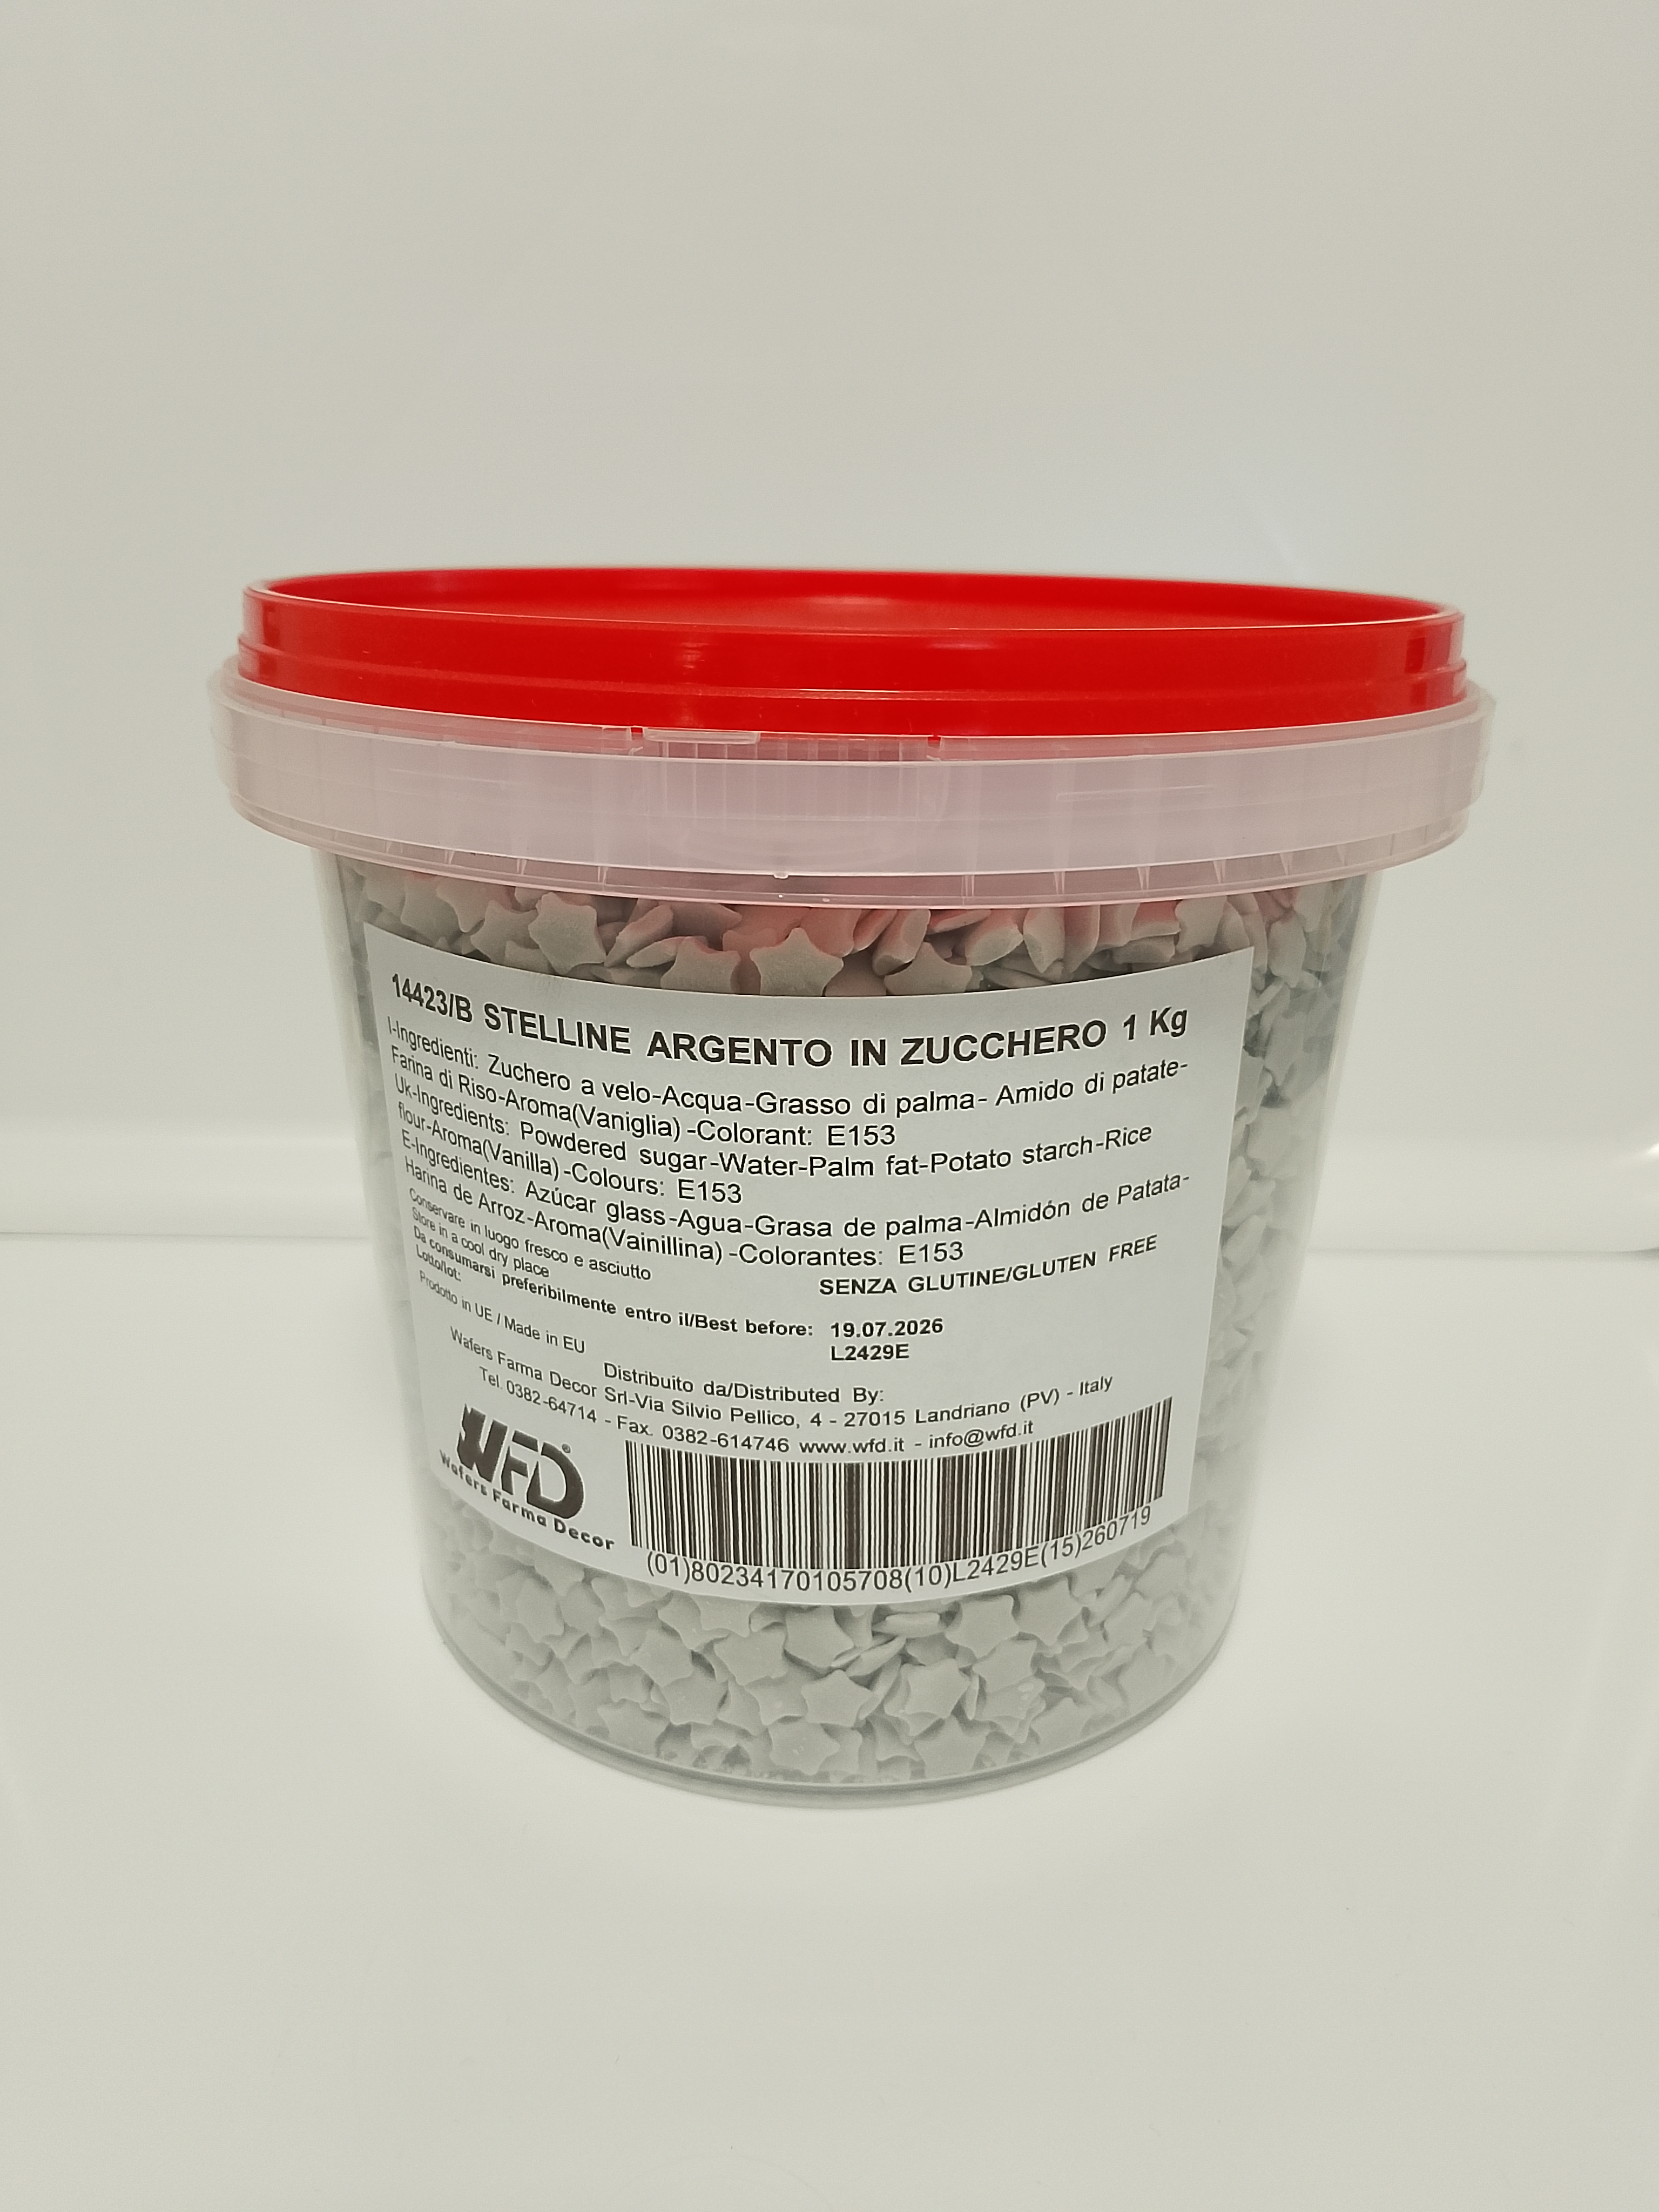 14423/B STELLINE ARGENTO IN ZUCCHERO 1 Kg
I-Ingredienti: Zuchero a velo-Acqua-Grasso di palma- Amido di patate-
Farina di Riso-Aroma(Vaniglia)-Colorant: E153
Uk-Ingredients: Powdered sugar-Water-Palm fat-Potato starch-Rice
flour-Aroma(Vanilla)-Colours: E153
E-Ingredientes: Azúcar glass-Agua-Grasa de palma-Almidón de Patata-
Harina de Arroz-Aroma(Vainillina)-Colorantes: E153
Conservare in luogo fresco e asciutto
Store in a cool dry place
SENZA GLUTINE/GLUTEN FREE
Da consumarsi preferibilmente entro il/Best before: 19.07.2026
Lotto/lot: L2429E
Prodotto in UE / Made in EU
Distribuito da/Distributed By:
Wafers Farma Decor Srl-Via Silvio Pellico, 4 - 27015 Landriano (PV) - Italy
Tel. 0382-64714 - Fax. 0382-614746 www.wfd.it - info@wfd.it
WFD®
Wafers Farma Decor
(01)80234170105708(10)L2429E(15)260719